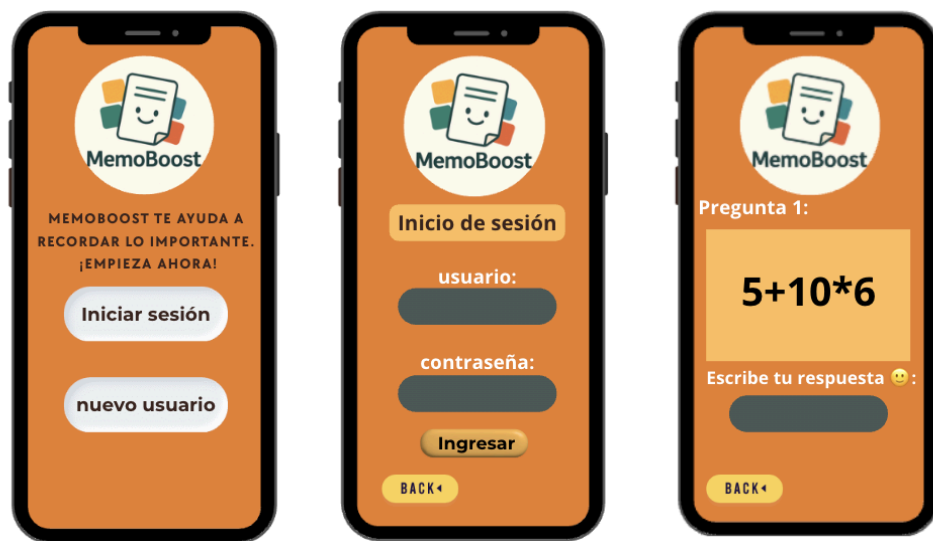 MemoBoost
MEMOBOOST TE AYUDA A
RECORDAR LO IMPORTANTE.
¡EMPIEZA AHORA!
Iniciar sesión
nuevo usuario
MemoBoost
Inicio de sesión
usuario:
contraseña:
Ingresar
BACK
MemoBoost
Pregunta 1:
5+10*6
Escribe tu respuesta 🙂:
BACK